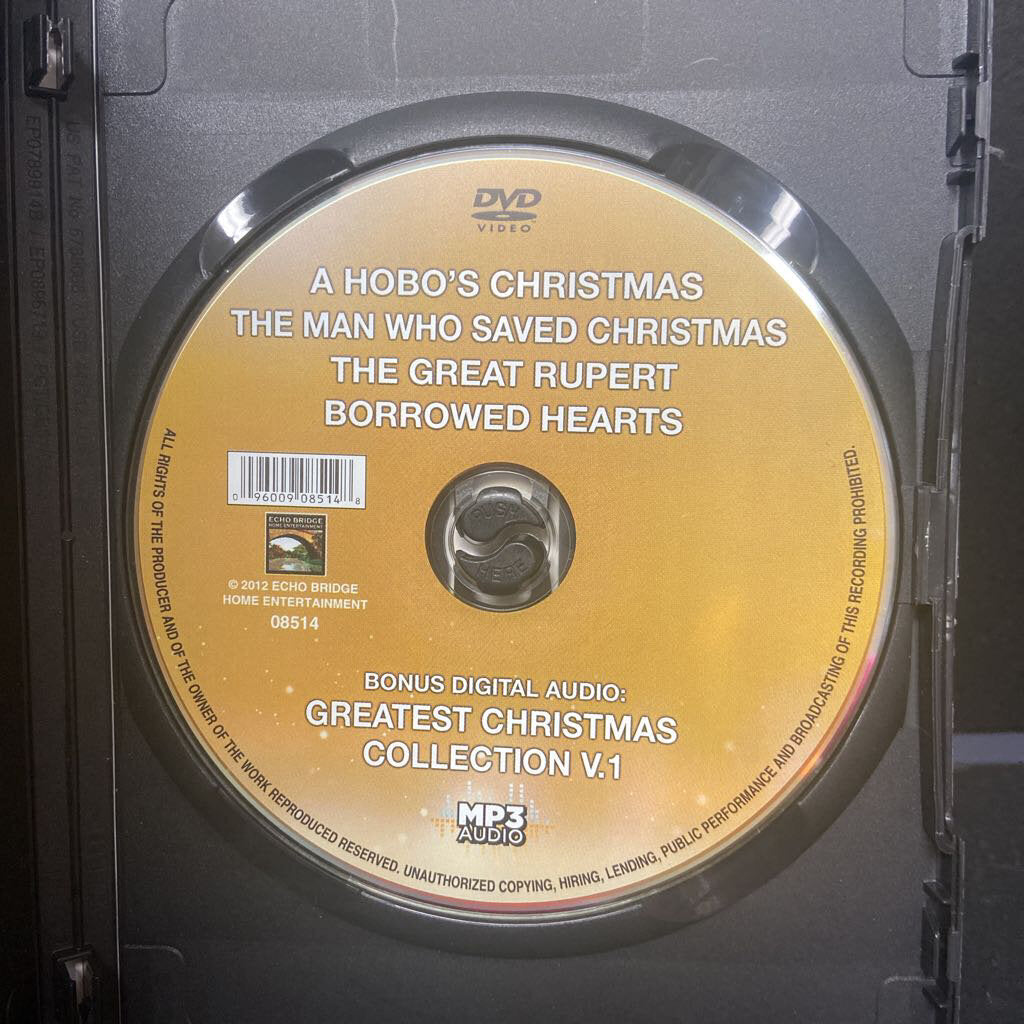 DVD
VIDEO
A HOBO'S CHRISTMAS
THE MAN WHO SAVED CHRISTMAS
THE GREAT RUPERT
BORROWED HEARTS
0 96009 08514 8
ECHO BRIDGE
HOME ENTERTAINMENT
© 2012 ECHO BRIDGE
HOME ENTERTAINMENT
08514
PUSH
HERE
BONUS DIGITAL AUDIO:
GREATEST CHRISTMAS
COLLECTION V.1
MP3
AUDIO
ALL RIGHTS OF THE PRODUCER AND OF THE OWNER OF THE WORK REPRODUCED RESERVED. UNAUTHORIZED COPYING, HIRING, LENDING, PUBLIC PERFORMANCE AND BROADCASTING OF THIS RECORDING PROHIBITED.
US PAT No